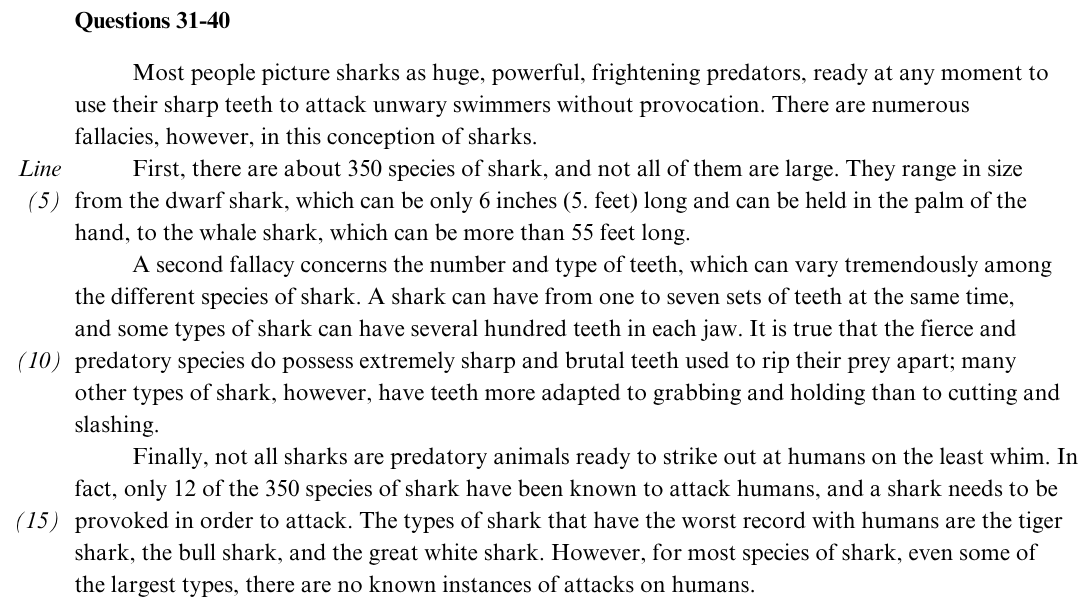 Questions 31-40
Most people picture sharks as huge, powerful, frightening predators, ready at any moment to
use their sharp teeth to attack unwary swimmers without provocation. There are numerous
fallacies, however, in this conception of sharks.
Line First, there are about 350 species of shark, and not all of them are large. They range in size
(5) from the dwarf shark, which can be only 6 inches (5. feet) long and can be held in the palm of the
hand, to the whale shark, which can be more than 55 feet long.
A second fallacy concerns the number and type of teeth, which can vary tremendously among
the different species of shark. A shark can have from one to seven sets of teeth at the same time,
and some types of shark can have several hundred teeth in each jaw. It is true that the fierce and
(10) predatory species do possess extremely sharp and brutal teeth used to rip their prey apart; many
other types of shark, however, have teeth more adapted to grabbing and holding than to cutting and
slashing.
Finally, not all sharks are predatory animals ready to strike out at humans on the least whim. In
fact, only 12 of the 350 species of shark have been known to attack humans, and a shark needs to be
(15) provoked in order to attack. The types of shark that have the worst record with humans are the tiger
shark, the bull shark, and the great white shark. However, for most species of shark, even some of
the largest types, there are no known instances of attacks on humans.